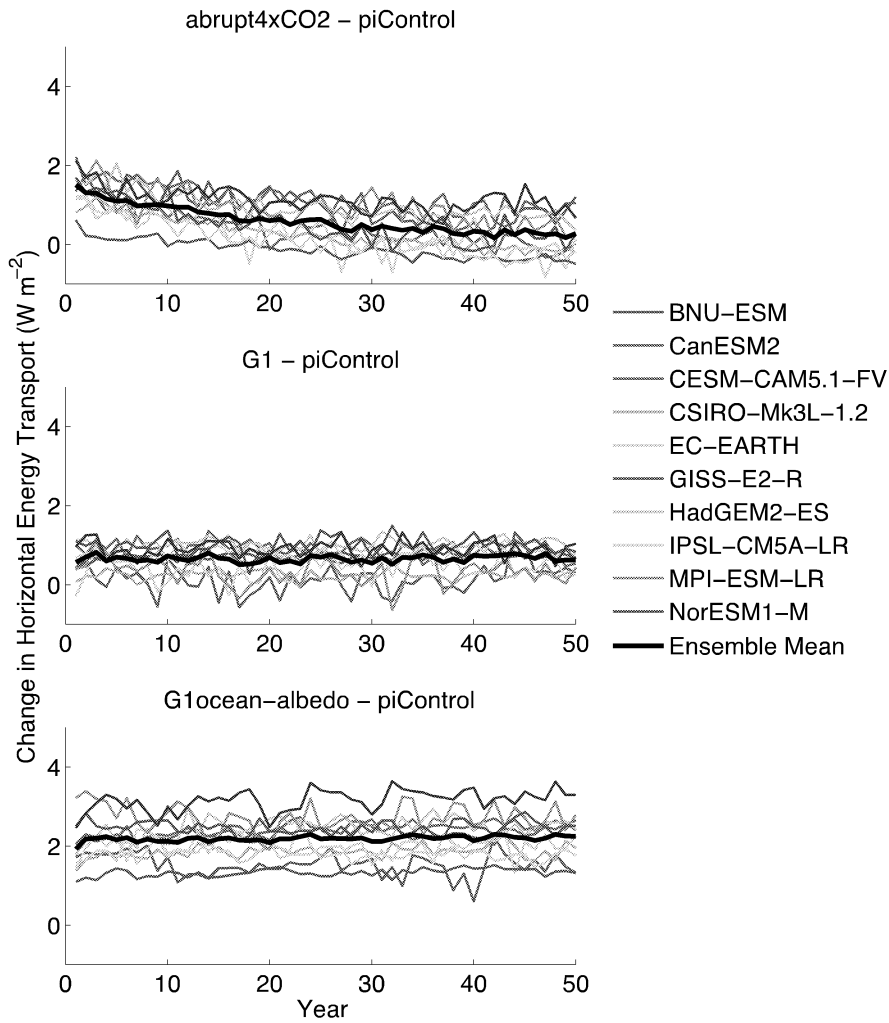 abrupt4xCO2 − piControl
4
2
0
0 10 20 30 40 50
G1 − piControl
4
2
0
0 10 20 30 40 50
G1ocean−albedo − piControl
4
2
0
0 10 20 30 40 50
Year
Change in Horizontal Energy Transport (W m⁻²)
BNU−ESM
CanESM2
CESM−CAM5.1−FV
CSIRO−Mk3L−1.2
EC−EARTH
GISS−E2−R
HadGEM2−ES
IPSL−CM5A−LR
MPI−ESM−LR
NorESM1−M
Ensemble Mean